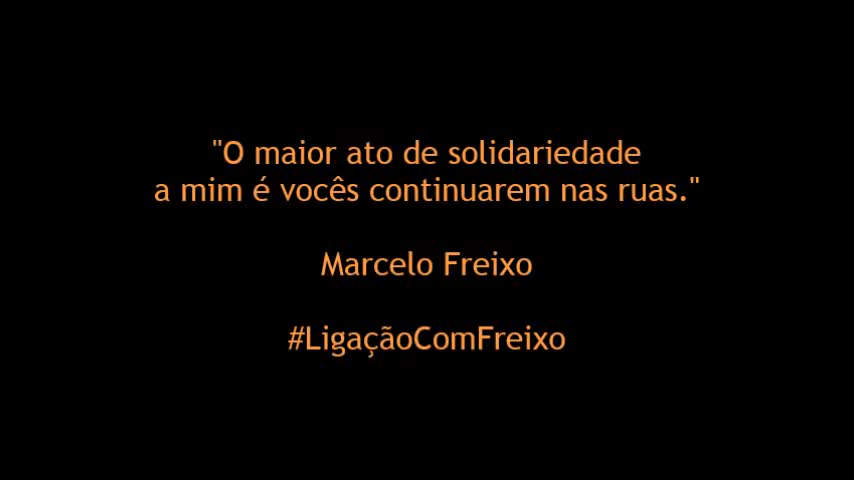 "O maior ato de solidariedade
a mim é vocês continuarem nas ruas."
Marcelo Freixo
#LigaçãoComFreixo